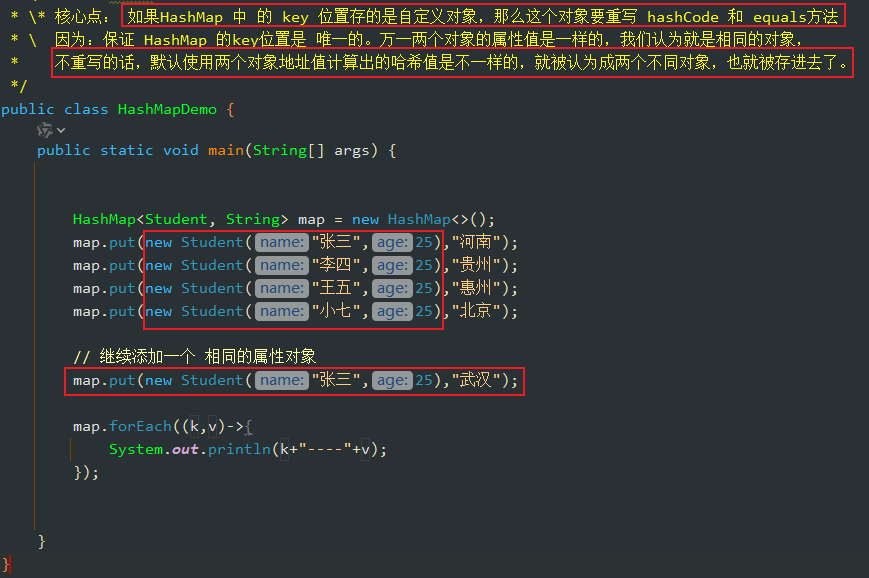 * \* 核心点： 如果HashMap 中 的 key 位置存的是自定义对象，那么这个对象要重写 hashCode 和 equals方法
* \ 因为：保证 HashMap 的key位置是 唯一的。万一两个对象的属性值是一样的，我们认为就是相同的对象，
* 不重写的话，默认使用两个对象地址值计算出的哈希值是不一样的，就被认为成两个不同对象，也就被存进去了。
*/
public class HashMapDemo {
public static void main(String[] args) {
HashMap<Student, String> map = new HashMap<>();
map.put(new Student( name: "张三", age: 25),"河南");
map.put(new Student( name: "李四", age: 25),"贵州");
map.put(new Student( name: "王五", age: 25),"惠州");
map.put(new Student( name: "小七", age: 25),"北京");
// 继续添加一个 相同的属性对象
map.put(new Student( name: "张三", age: 25),"武汉");
map.forEach((k,v)->{
System.out.println(k+"----"+v);
});
}
}